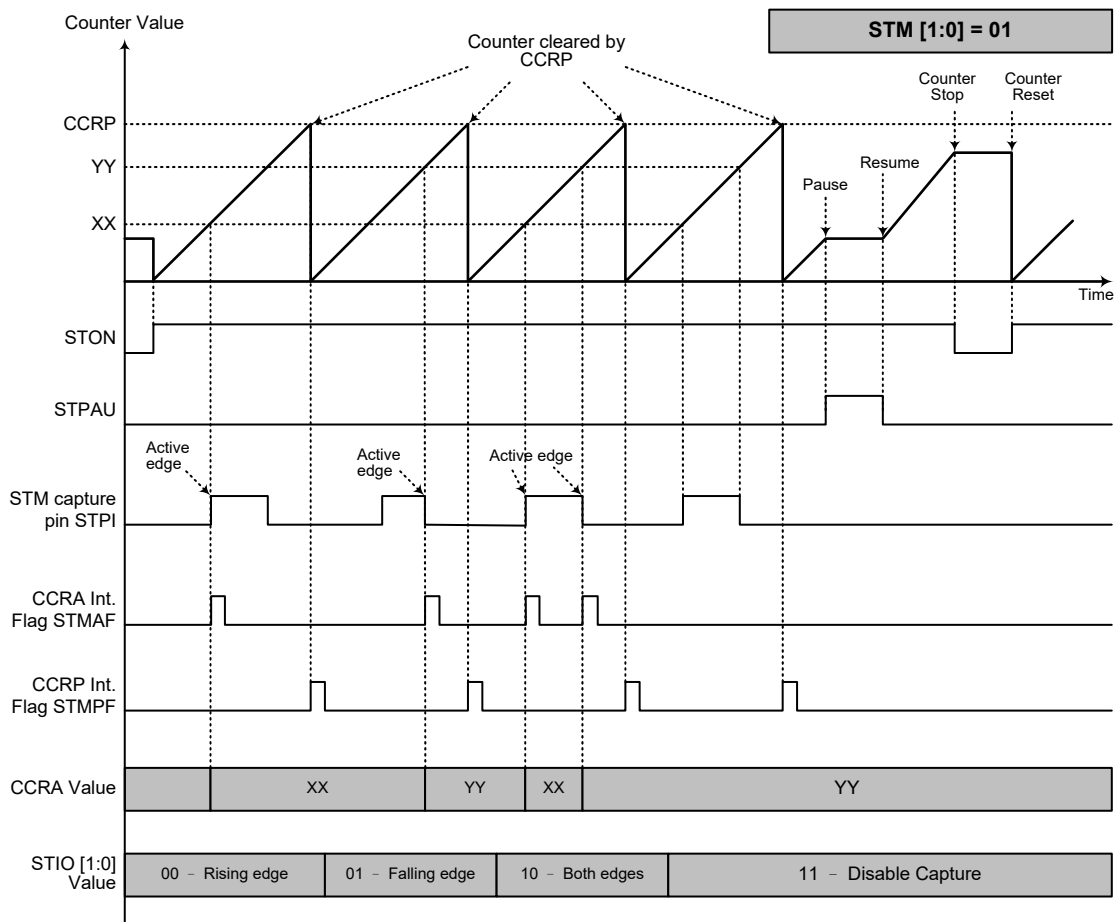 Counter Value
STM [1:0] = 01
Counter cleared by
CCRP
Counter
Stop
Counter
Reset
CCRP
YY
XX
Pause
Resume
Time
STON
STPAU
Active
edge
Active
edge
Active edge
STM capture
pin STPI
CCRA Int.
Flag STMAF
CCRP Int.
Flag STMPF
CCRA Value
XX
YY
XX
YY
STIO [1:0]
Value
00 – Rising edge
01 – Falling edge
10 – Both edges
11 – Disable Capture